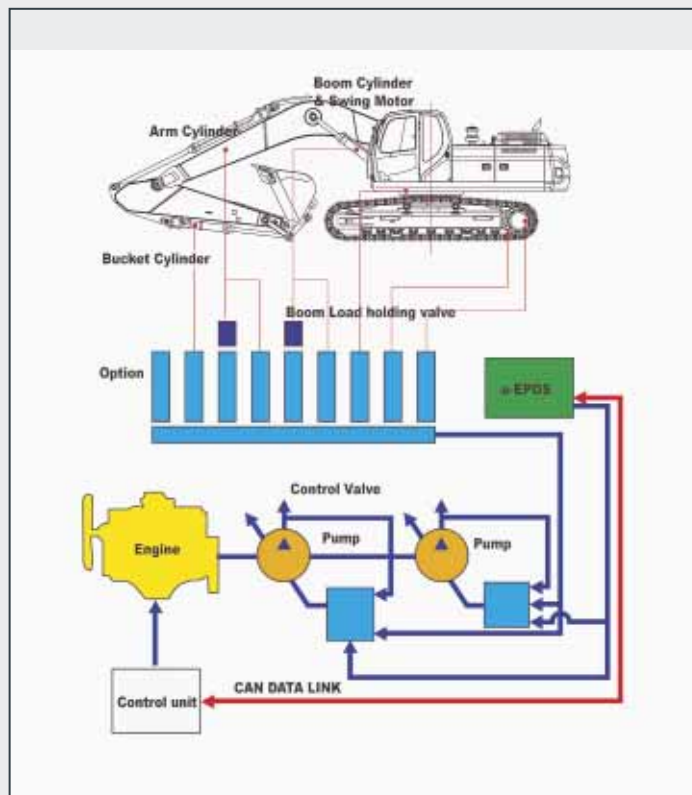 Boom Cylinder
& Swing Motor
Arm Cylinder
Bucket Cylinder
Boom Load holding valve
Option
e-EPOS
Control Valve
Pump
Pump
Engine
CAN DATA LINK
Control unit